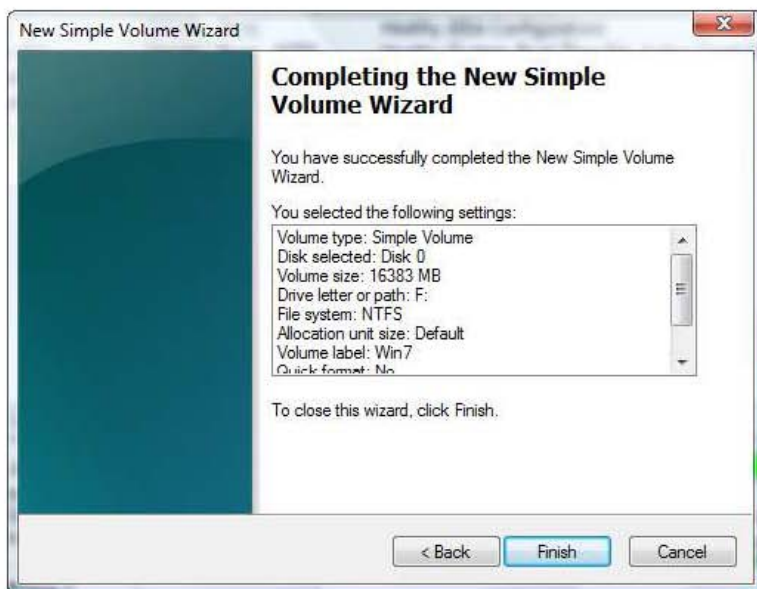 New Simple Volume Wizard
Completing the New Simple
Volume Wizard
You have successfully completed the New Simple Volume
Wizard.
You selected the following settings:
Volume type: Simple Volume
Disk selected: Disk 0
Volume size: 16383 MB
Drive letter or path: F:
File system: NTFS
Allocation unit size: Default
Volume label: Win7
Quick format: No
To close this wizard, click Finish.
< Back
Finish
Cancel